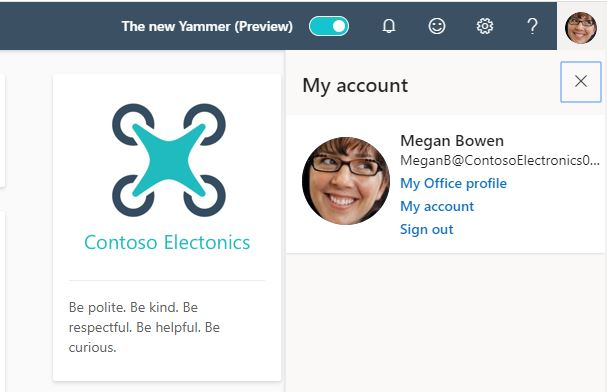 The new Yammer (Preview)
?
My account
Megan Bowen
MeganB@ContosoElectronics0...
My Office profile
My account
Sign out
Contoso Electonics
Be polite. Be kind. Be
respectful. Be helpful. Be
curious.